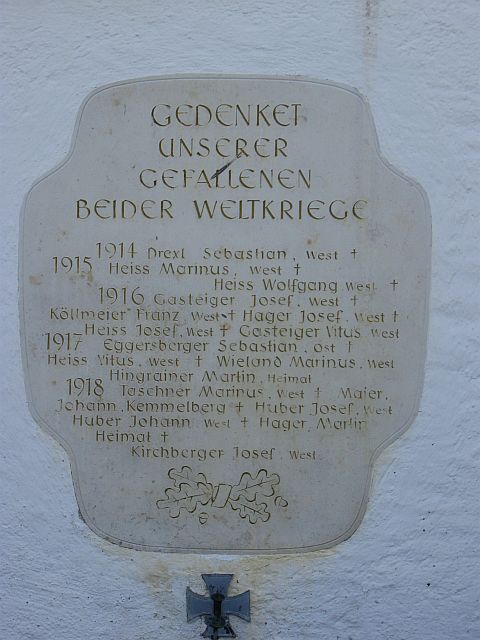 GEDENKET
UNSERER
GEFALLENEN
BEIDER WELTKRIEGE
1914 Drexl Sebastian, West †
1915 Heiss Marinus, West †
Heiss Wolfgang West †
1916 Gasteiger Josef, West †
Köllmeier Franz, West † Hager Josef, West †
Heiss Josef, West † Gasteiger Vitus West
1917 Eggersberger Sebastian, Ost †
Heiss Vitus, West † Wieland Marinus, West
Hingrainer Martin, Heimat
1918 Taschner Marinus, West † Maier,
Johann, Kemmelberg † Huber Josef, West
Huber Johann West † Hager, Martin
Heimat †
Kirchberger Josef, West